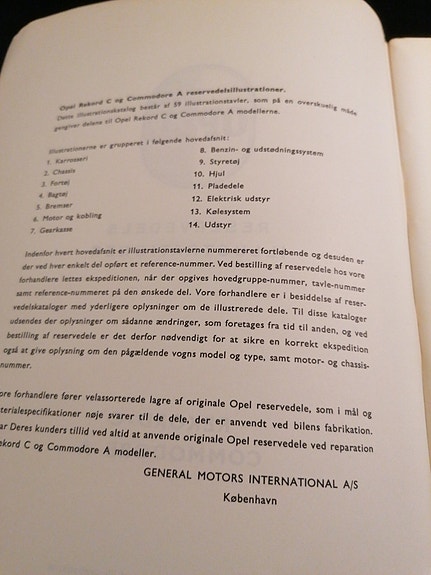 Opel Rekord C og Commodore A reservedelsillustrationer.
Dette illustrationskatalog består af 59 illustrationstavler, som på en overskuelig måde
gengiver delene til Opel Rekord C og Commodore A modellerne.
Illustrationerne er grupperet i følgende hovedafsnit:
1. Karrosseri
2. Chassis
3. Fortøj
4. Bagtøj
5. Bremser
6. Motor og kobling
7. Gearkasse
8. Benzin- og udstødningssystem
9. Styretøj
10. Hjul
11. Pladedele
12. Elektrisk udstyr
13. Kølesystem
14. Udstyr
Indenfor hvert hovedafsnit er illustrationstavlerne nummereret fortløbende og desuden er
der ved hver enkelt del opført et reference-nummer. Ved bestilling af reservedele hos vore
forhandlere lettes ekspeditionen, når der opgives hovedgruppe-nummer, tavle-nummer
samt reference-nummeret på den ønskede del. Vore forhandlere er i besiddelse af reser-
vedelskataloger med yderligere oplysninger om de illustrerede dele. Til disse kataloger
udsendes der oplysninger om sådanne ændringer, som foretages fra tid til anden, og ved
bestilling af reservedele er det derfor nødvendigt for at sikre en korrekt ekspedition
også at give oplysning om den pågældende vogns model og type, samt motor- og chassis-
nummer.
ore forhandlere fører velassorterede lagre af originale Opel reservedele, som i mål og
terialespecifikationer nøje svarer til de dele, der er anvendt ved bilens fabrikation.
ar Deres kunders tillid ved altid at anvende originale Opel reservedele ved reparation
ekord C og Commodore A modeller.
GENERAL MOTORS INTERNATIONAL A/S
København